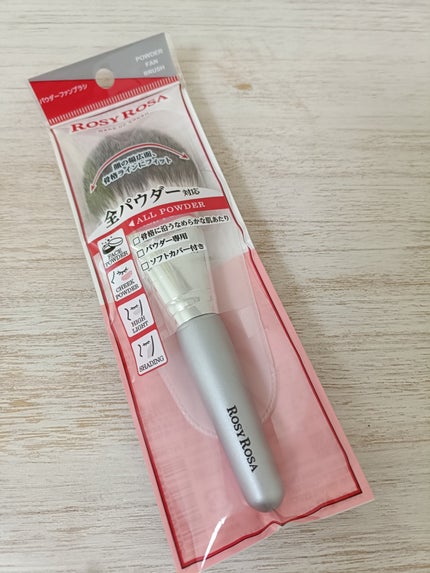 POWDER
FAN
BRUSH
パウダーファンブラシ
ROSY ROSA
顔の幅広面、
骨格ラインにフィット
全パウダー対応
ALL POWDER
骨格に沿うなめらかな肌あたり
パウダー専用
ソフトカバー付き
FACE
POWDER
CHEEK
POWDER
HIGH
LIGHT
SHADING
ROSY ROSA